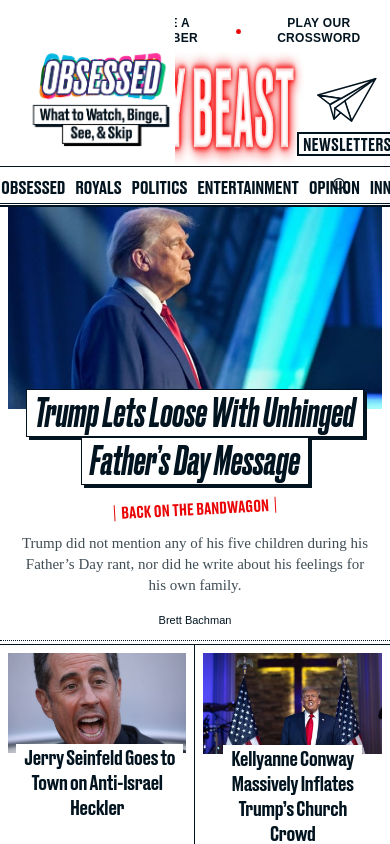 E A
BER
PLAY OUR
CROSSWORD
OBSESSED
What to Watch, Binge,
See, & Skip
Y BEAST
NEWSLETTERS
OBSESSED ROYALS POLITICS ENTERTAINMENT OPINION INN
Trump Lets Loose With Unhinged
Father's Day Message
BACK ON THE BANDWAGON
Trump did not mention any of his five children during his
Father's Day rant, nor did he write about his feelings for
his own family.
Brett Bachman
Jerry Seinfeld Goes to
Town on Anti-Israel
Heckler
Kellyanne Conway
Massively Inflates
Trump's Church
Crowd